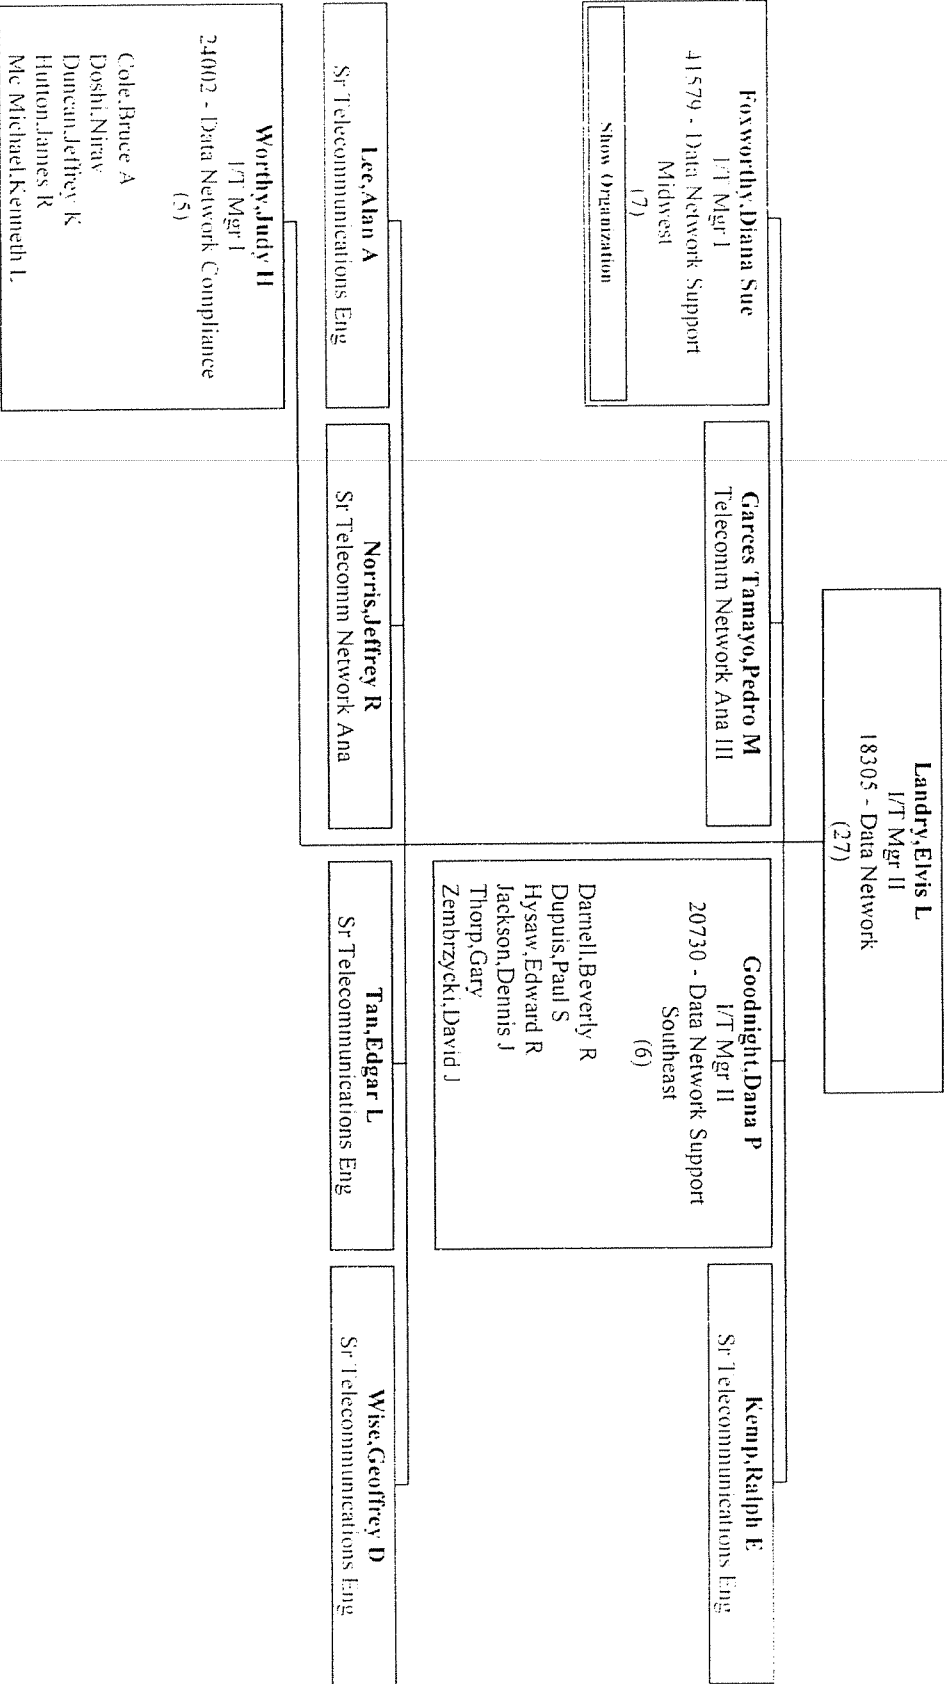 Landry,Elvis L
I/T Mgr II
18305 - Data Network
(27)
Foxworthy,Diana Sue
I/T Mgr I
41579 - Data Network Support
Midwest
(7)
Show Organization
Garces Tamayo,Pedro M
Telecomm Network Ana III
Goodnight,Dana P
I/T Mgr II
20730 - Data Network Support
Southeast
(6)
Darnell,Beverly R
Dupuis,Paul S
Hysaw,Edward R
Jackson,Dennis J
Thorp,Gary
Zembrzycki,David J
Kemp,Ralph E
Sr Telecommunications Eng
Lee,Alan A
Sr Telecommunications Eng
Norris,Jeffrey R
Sr Telecomm Network Ana
Tan,Edgar L
Sr Telecommunications Eng
Wise,Geoffrey D
Sr Telecommunications Eng
Worthy,Judy H
I/T Mgr I
24002 - Data Network Compliance
(5)
Cole,Bruce A
Doshi,Nirav
Duncan,Jeffrey K
Hutton,James R
Mc Michael,Kenneth L